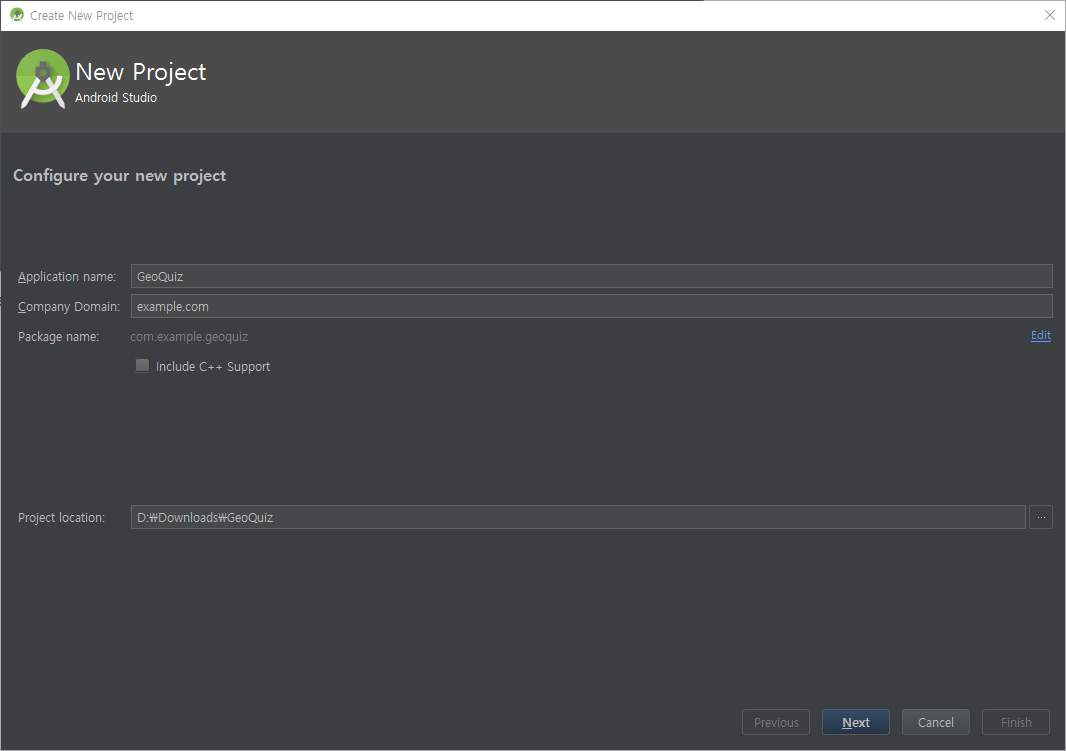 Create New Project
New Project
Android Studio
Configure your new project
Application name: GeoQuiz
Company Domain: example.com
Package name: com.example.geoquiz Edit
Include C++ Support
Project location: D:₩Downloads₩GeoQuiz ...
Previous Next Cancel Finish